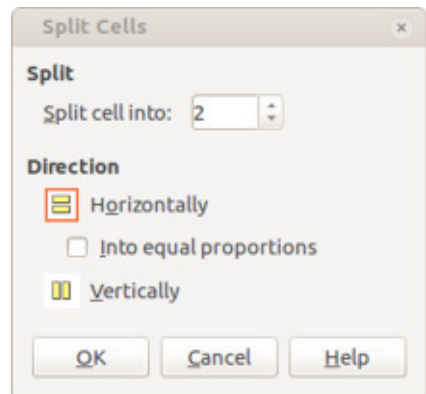 Split Cells
Split
Split cell into: 2
Direction
Horizontally
Into equal proportions
Vertically
OK Cancel Help